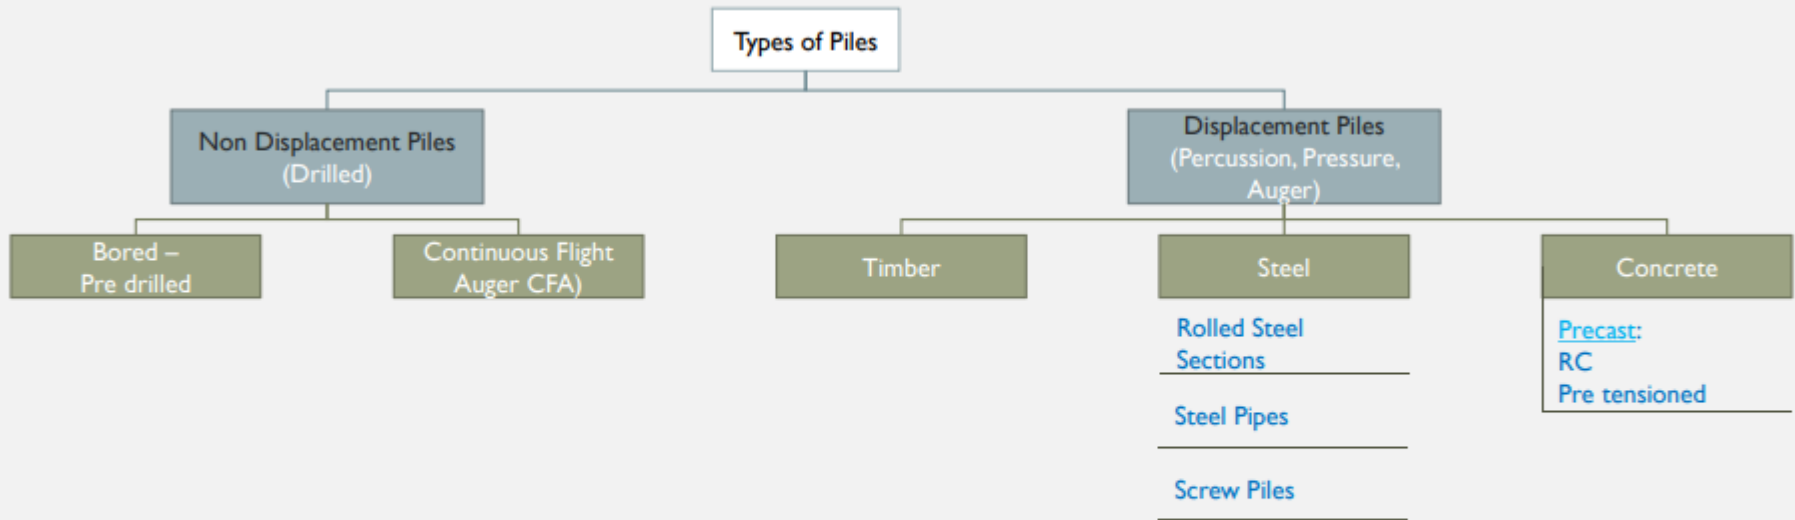 Types of Piles
Non Displacement Piles
(Drilled)
Displacement Piles
(Percussion, Pressure,
Auger)
Bored –
Pre drilled
Continuous Flight
Auger CFA)
Timber
Steel
Concrete
Rolled Steel
Sections
Steel Pipes
Screw Piles
Precast:
RC
Pre tensioned